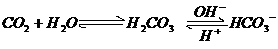 CO₂ + H₂O ⇌ H₂CO₃ ⇌[OH⁻][H⁺] HCO₃⁻